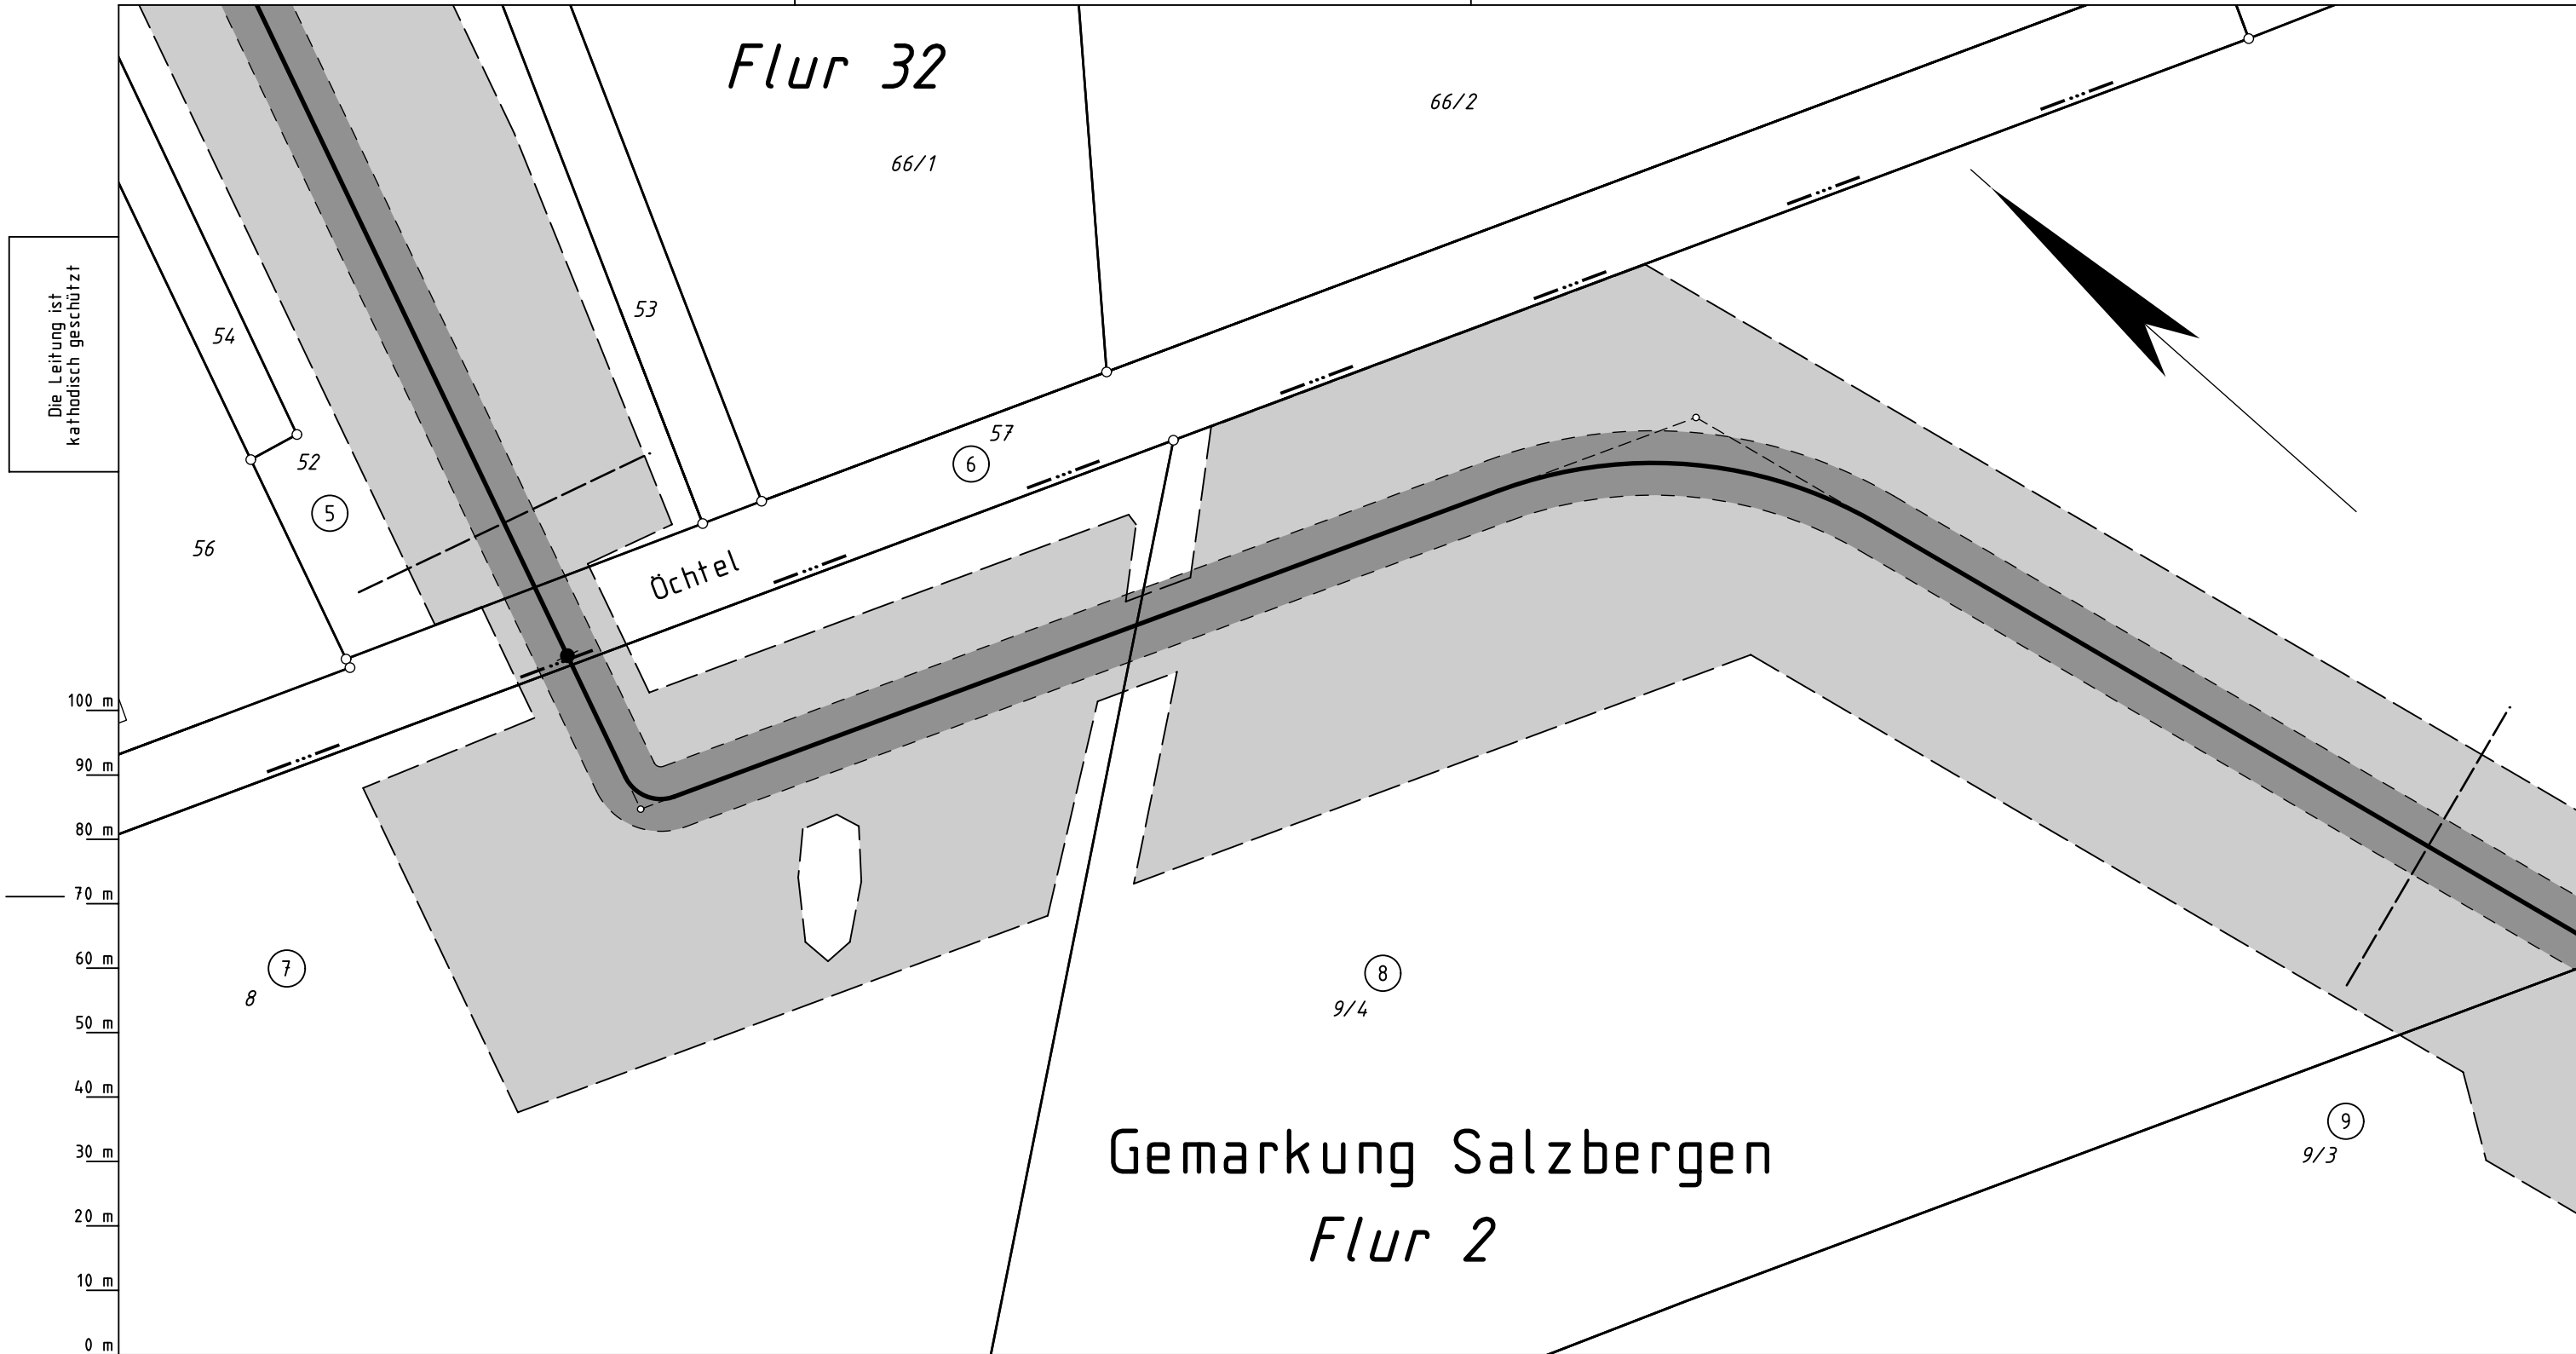 Flur 32
66/2
66/1
Die Leitung ist
kathodisch geschützt
53
54
57
6
52
5
56
Öchtel
100 m
90 m
80 m
70 m
60 m
50 m
40 m
30 m
20 m
10 m
0 m
7
8
8
9/4
Gemarkung Salzbergen
Flur 2
9
9/3